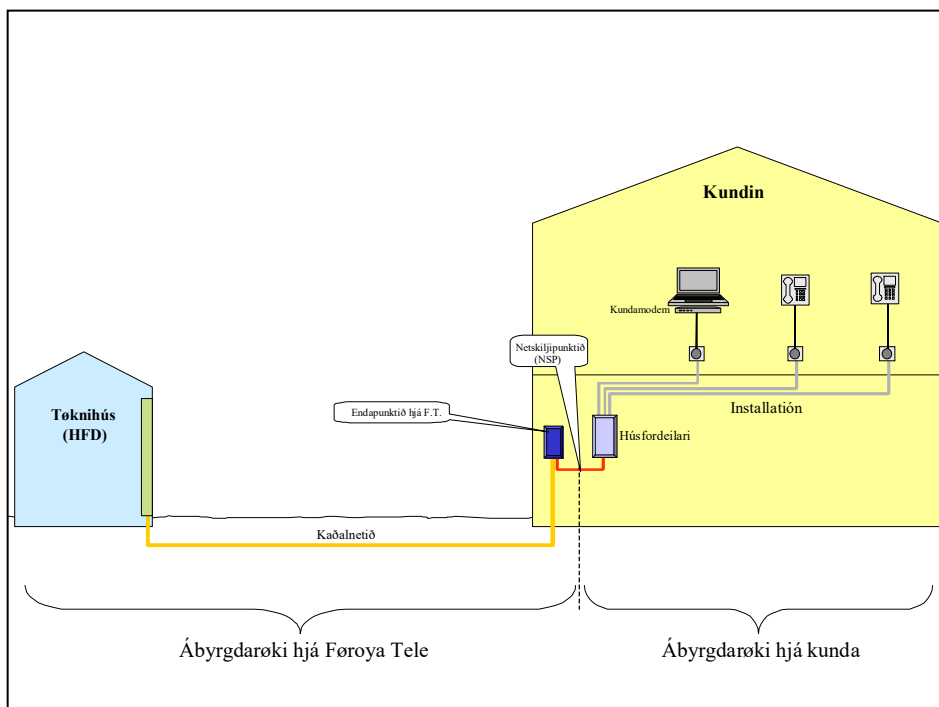 Kundin
Kundamodem
Netskiljipunktið
(NSP)
Tøknihús
(HFD)
Endapunktið hjá F.T.
Installatión
Húsfordeilari
Kaðalnetið
Ábyrgdarøki hjá Føroya Tele
Ábyrgdarøki hjá kunda